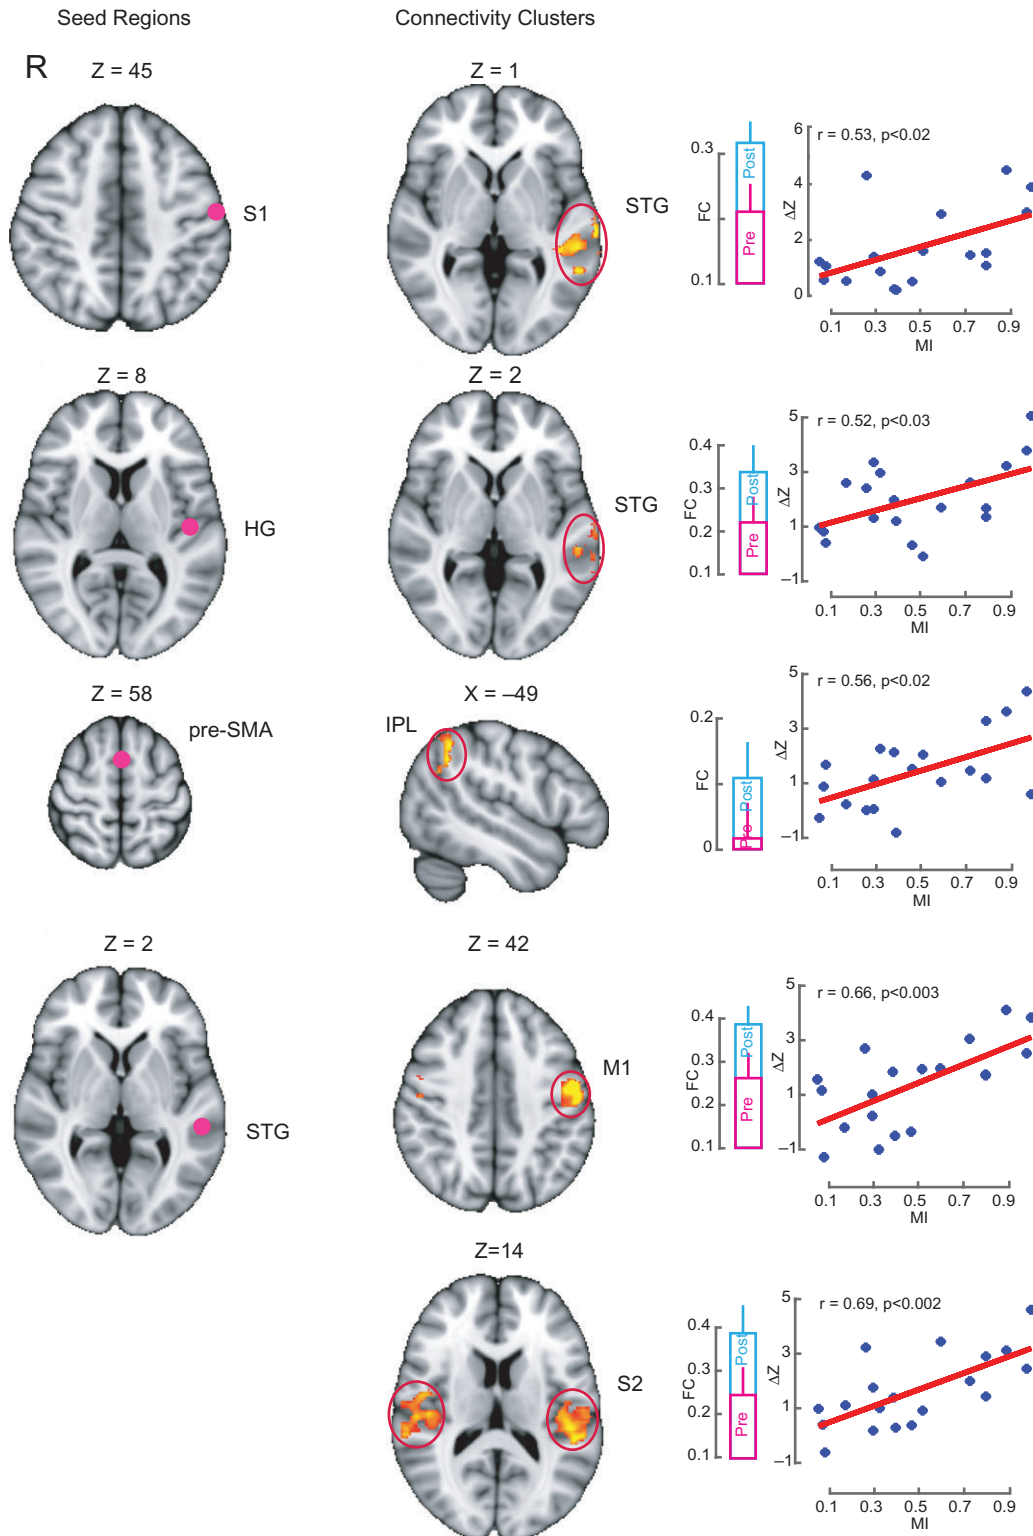 Seed Regions
Connectivity Clusters
R
Z = 45
Z = 1
S1
STG
0.3
0.1
FC
Post
Pre
r = 0.53, p<0.02
6
4
2
0
ΔZ
0.1 0.3 0.5 0.7 0.9
MI
Z = 8
Z = 2
HG
STG
0.4
0.3
0.2
0.1
FC
Post
Pre
r = 0.52, p<0.03
5
3
1
–1
ΔZ
0.1 0.3 0.5 0.7 0.9
MI
Z = 58
X = –49
pre-SMA
IPL
0.2
0
FC
Post
Pre
r = 0.56, p<0.02
5
3
1
–1
ΔZ
0.1 0.3 0.5 0.7 0.9
MI
Z = 2
Z = 42
STG
M1
0.4
0.3
0.2
0.1
FC
Post
Pre
r = 0.66, p<0.003
5
3
1
–1
ΔZ
0.1 0.3 0.5 0.7 0.9
MI
Z=14
S2
0.4
0.3
0.2
0.1
FC
Post
Pre
r = 0.69, p<0.002
5
3
1
–1
ΔZ
0.1 0.3 0.5 0.7 0.9
MI